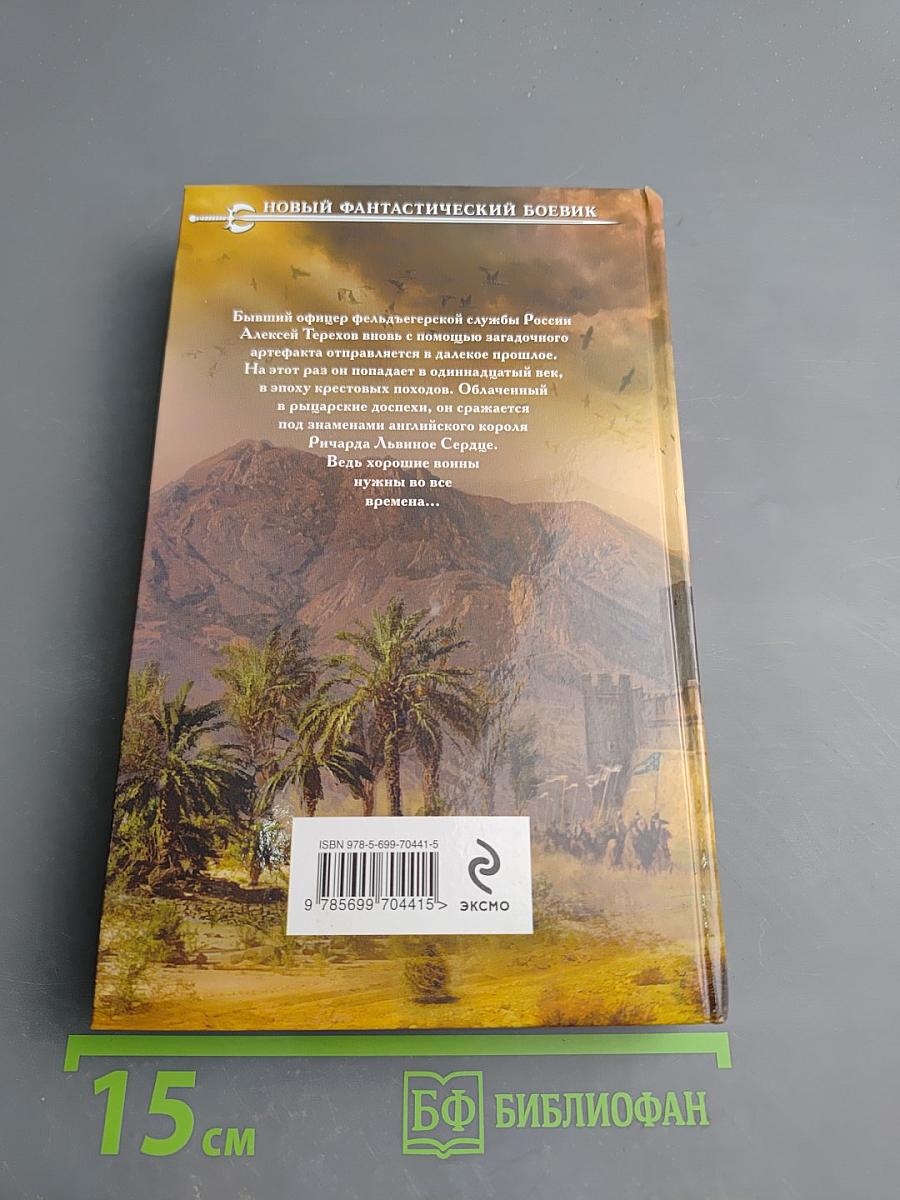 НОВЫЙ ФАНТАСТИЧЕСКИЙ БОЕВИК
Бывший офицер фельдъегерской службы России
Алексей Терехов вновь с помощью загадочного
артефакта отправляется в далекое прошлое.
На этот раз он попадает в одиннадцатый век,
в эпоху крестовых походов. Облаченный
в рыцарские доспехи, он сражается
под знаменами английского короля
Ричарда Львиное Сердце.
Ведь хорошие воины
нужны во все
времена...
ISBN 978-5-699-70441-5
9 785699 704415 >
ЭКСМО
15 см
БФ БИБЛИОФАН